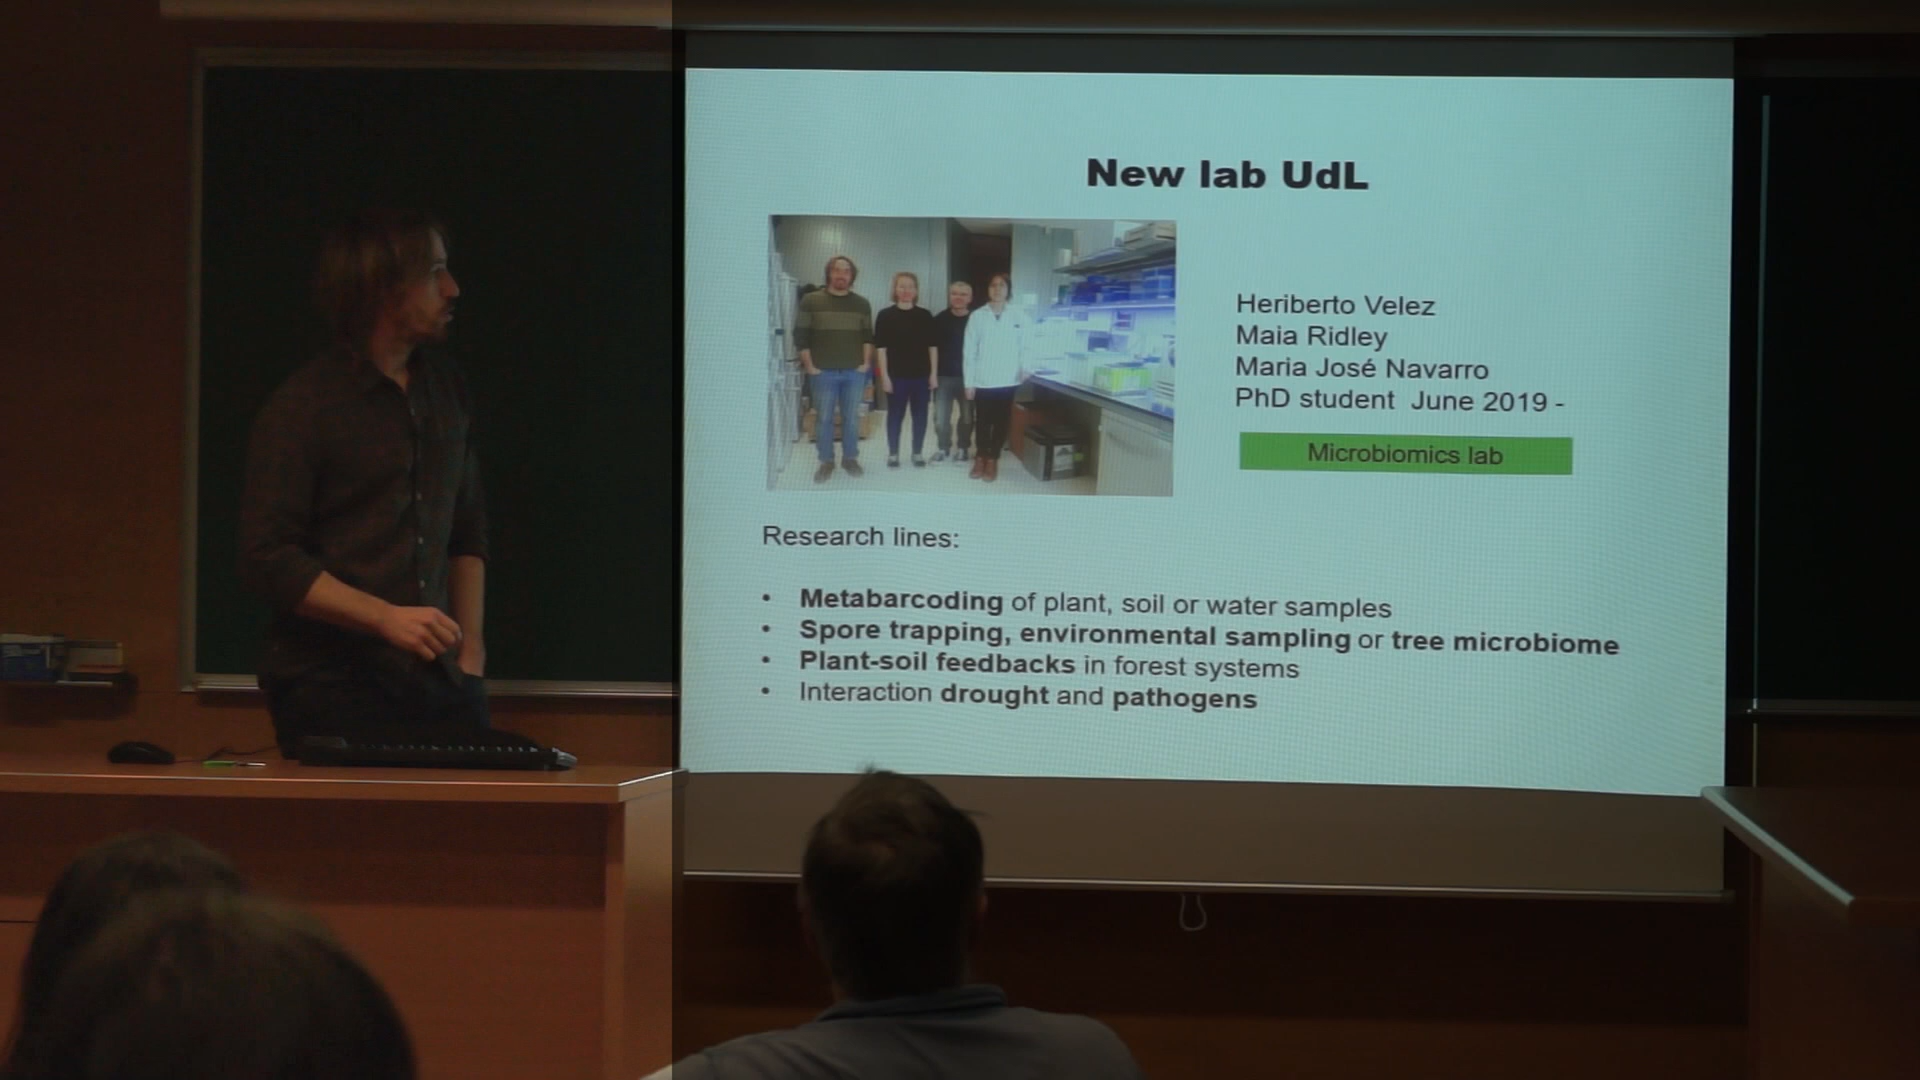 New lab UdL
Heriberto Velez
Maia Ridley
Maria José Navarro
PhD student June 2019 -
Microbiomics lab
Research lines:
• Metabarcoding of plant, soil or water samples
• Spore trapping, environmental sampling or tree microbiome
• Plant-soil feedbacks in forest systems
• Interaction drought and pathogens